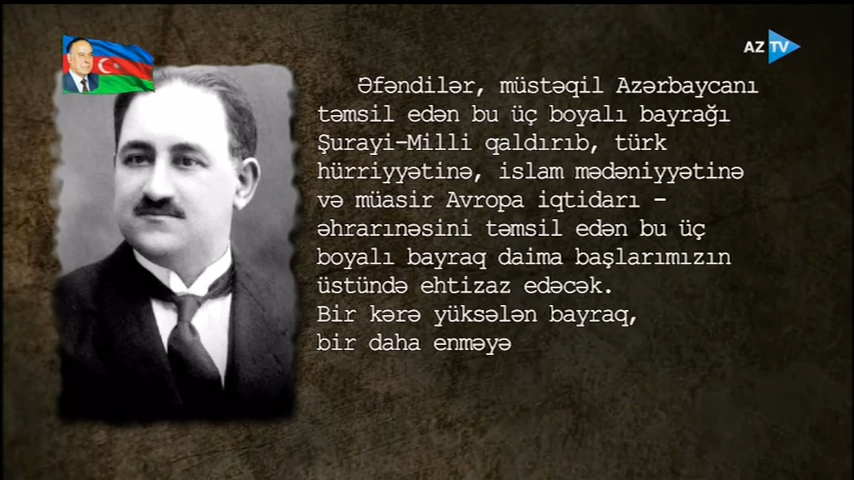 AZTV
Əfəndilər, müstəqil Azərbaycanı
təmsil edən bu üç boyalı bayrağı
Şurayi-Milli qaldırıb, türk
hürriyyətinə, islam mədəniyyətinə
və müasir Avropa iqtidarı -
əhrarınəsini təmsil edən bu üç
boyalı bayraq daima başlarımızın
üstündə ehtizaz edəcək.
Bir kərə yüksələn bayraq,
bir daha enməyə